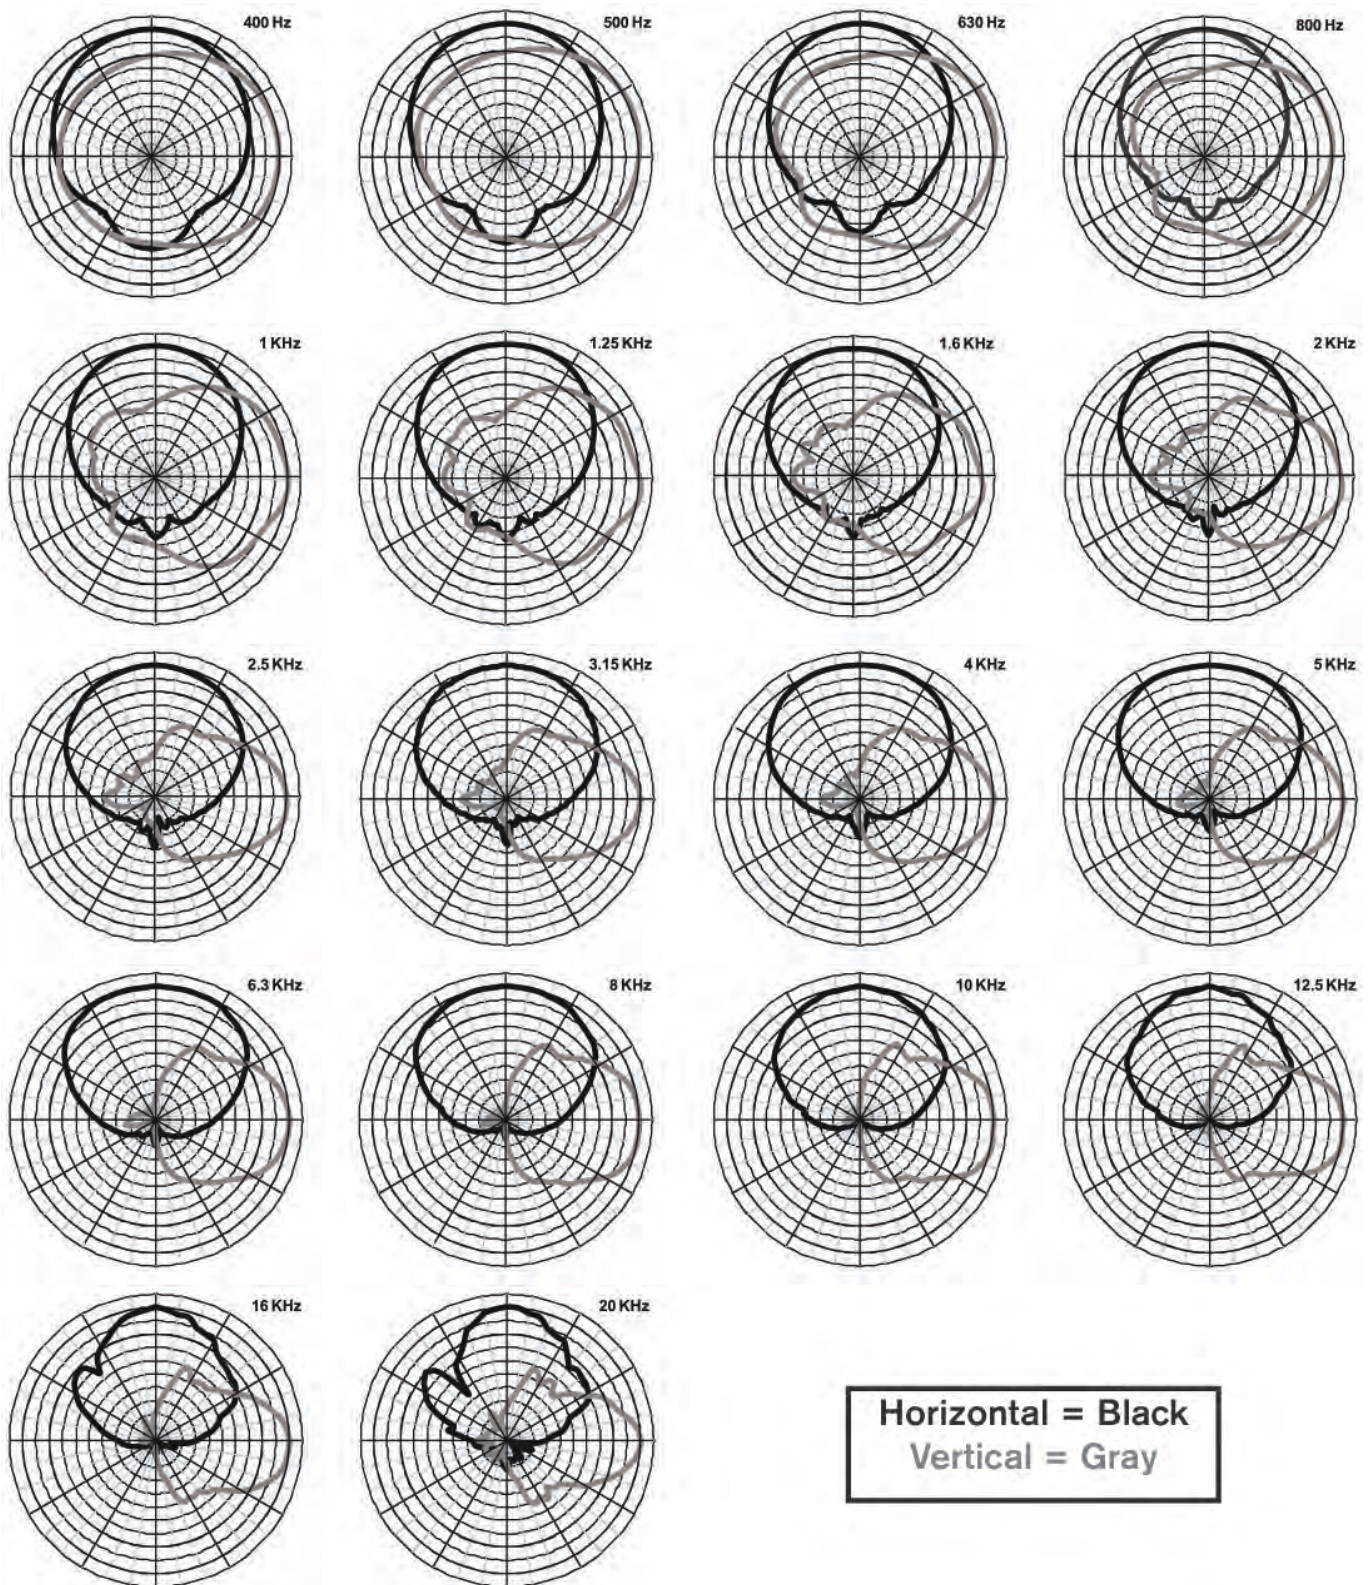 400 Hz
500 Hz
630 Hz
800 Hz
1 KHz
1.25 KHz
1.6 KHz
2 KHz
2.5 KHz
3.15 KHz
4 KHz
5 KHz
6.3 KHz
8 KHz
10 KHz
12.5 KHz
16 KHz
20 KHz
Horizontal = Black
Vertical = Gray